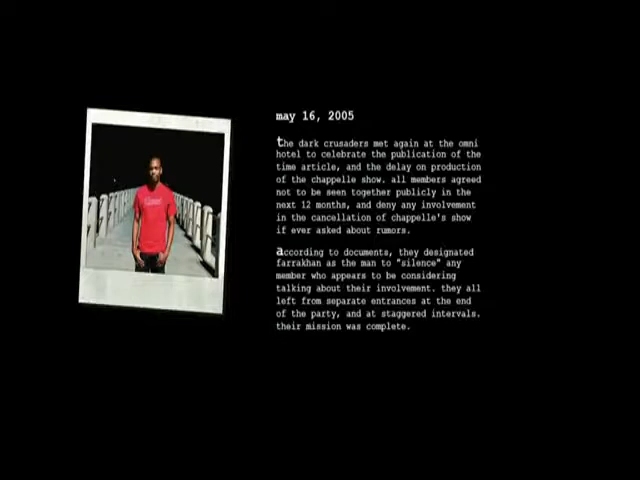 may 16, 2005
the dark crusaders met again at the omni
hotel to celebrate the publication of the
time article, and the delay on production
of the chappelle show. all members agreed
not to be seen together publicly in the
next 12 months, and deny any involvement
in the cancellation of chappelle's show
if ever asked about rumors.
according to documents, they designated
farrakhan as the man to "silence" any
member who appears to be considering
talking about their involvement. they all
left from separate entrances at the end
of the party, and at staggered intervals.
their mission was complete.